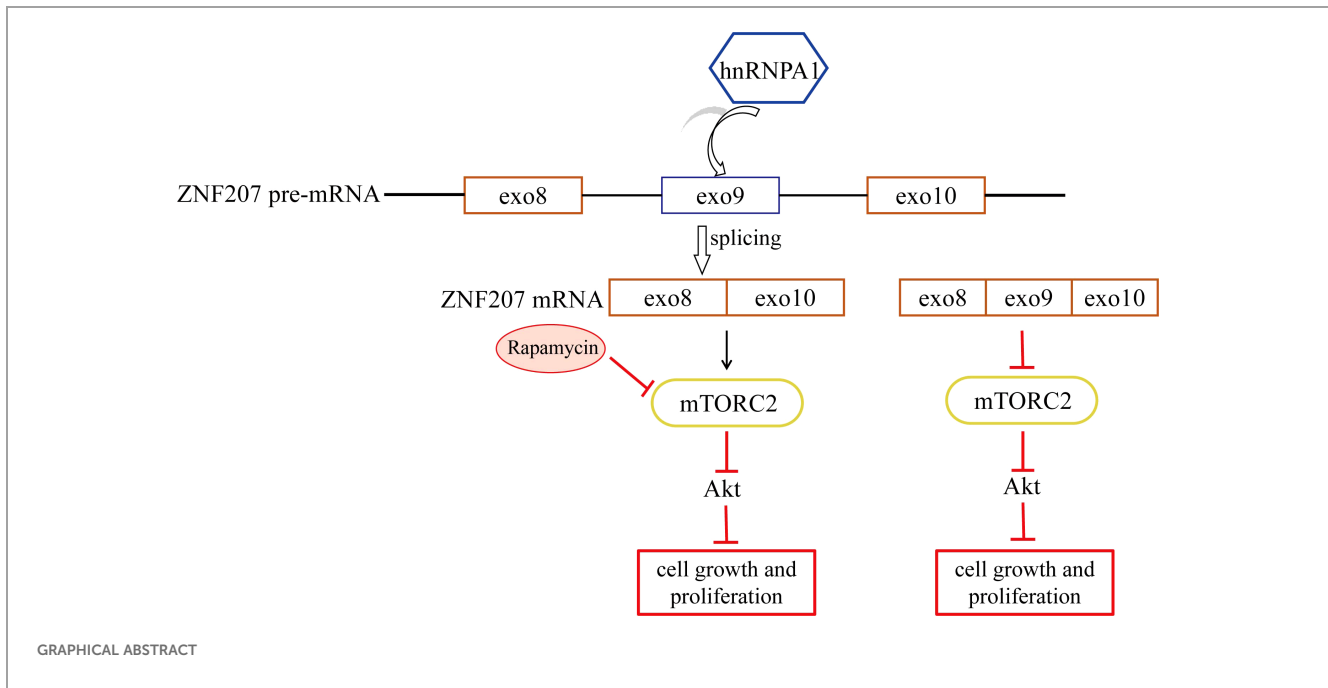 hnRNPA1
ZNF207 pre-mRNA
exo8
exo9
exo10
splicing
ZNF207 mRNA
exo8
exo10
exo8
exo9
exo10
Rapamycin
mTORC2
mTORC2
Akt
Akt
cell growth and
proliferation
cell growth and
proliferation
GRAPHICAL ABSTRACT